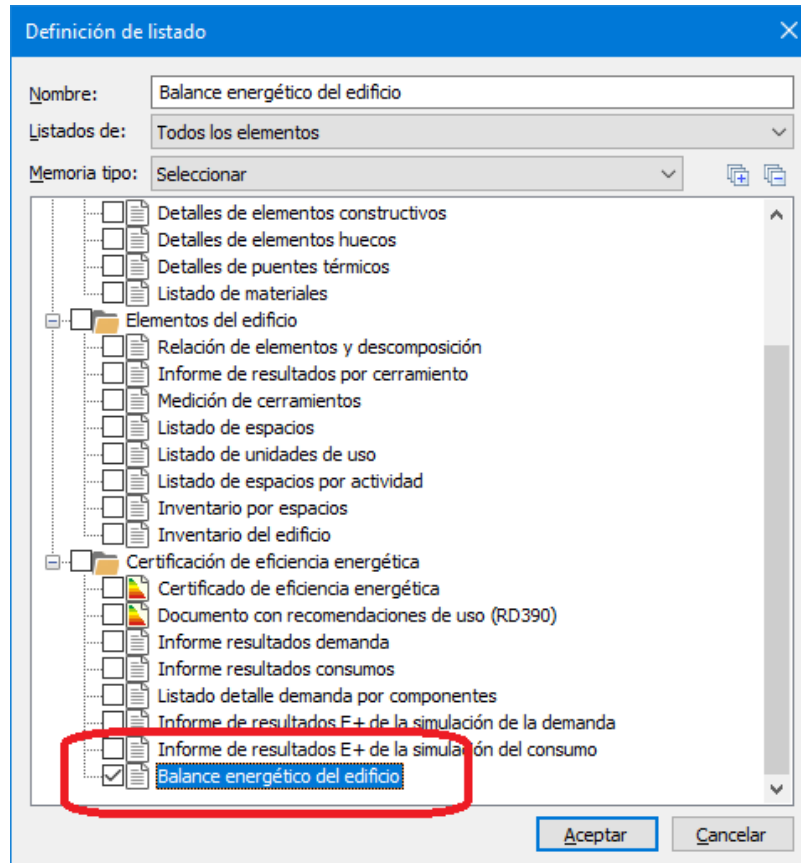 Definición de listado
Nombre: Balance energético del edificio
Listados de: Todos los elementos
Memoria tipo: Seleccionar
Detalles de elementos constructivos
Detalles de elementos huecos
Detalles de puentes térmicos
Listado de materiales
Elementos del edificio
Relación de elementos y descomposición
Informe de resultados por cerramiento
Medición de cerramientos
Listado de espacios
Listado de unidades de uso
Listado de espacios por actividad
Inventario por espacios
Inventario del edificio
Certificación de eficiencia energética
Certificado de eficiencia energética
Documento con recomendaciones de uso (RD390)
Informe resultados demanda
Informe resultados consumos
Listado detalle demanda por componentes
Informe de resultados E+ de la simulación de la demanda
Informe de resultados E+ de la simulación del consumo
Balance energético del edificio
Aceptar Cancelar